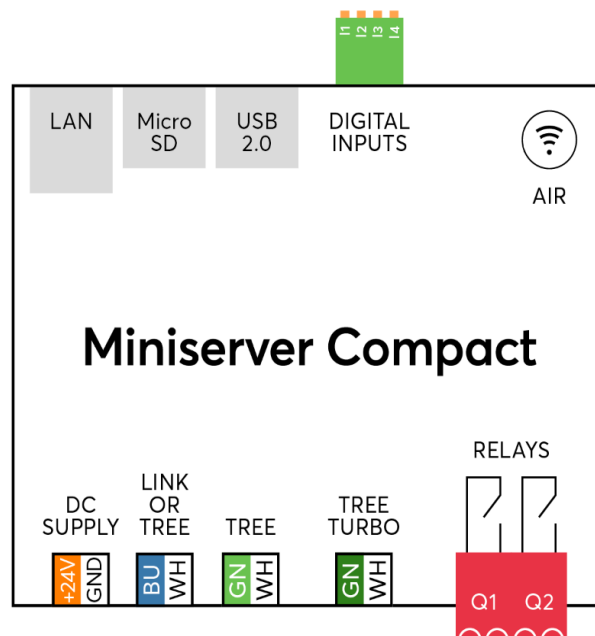 I1 I2 I3 I4
LAN
Micro
SD
USB
2.0
DIGITAL
INPUTS
AIR
Miniserver Compact
RELAYS
DC
SUPPLY
LINK
OR
TREE
TREE
TREE
TURBO
+24V
GND
BU
WH
GN
WH
GN
WH
Q1 Q2